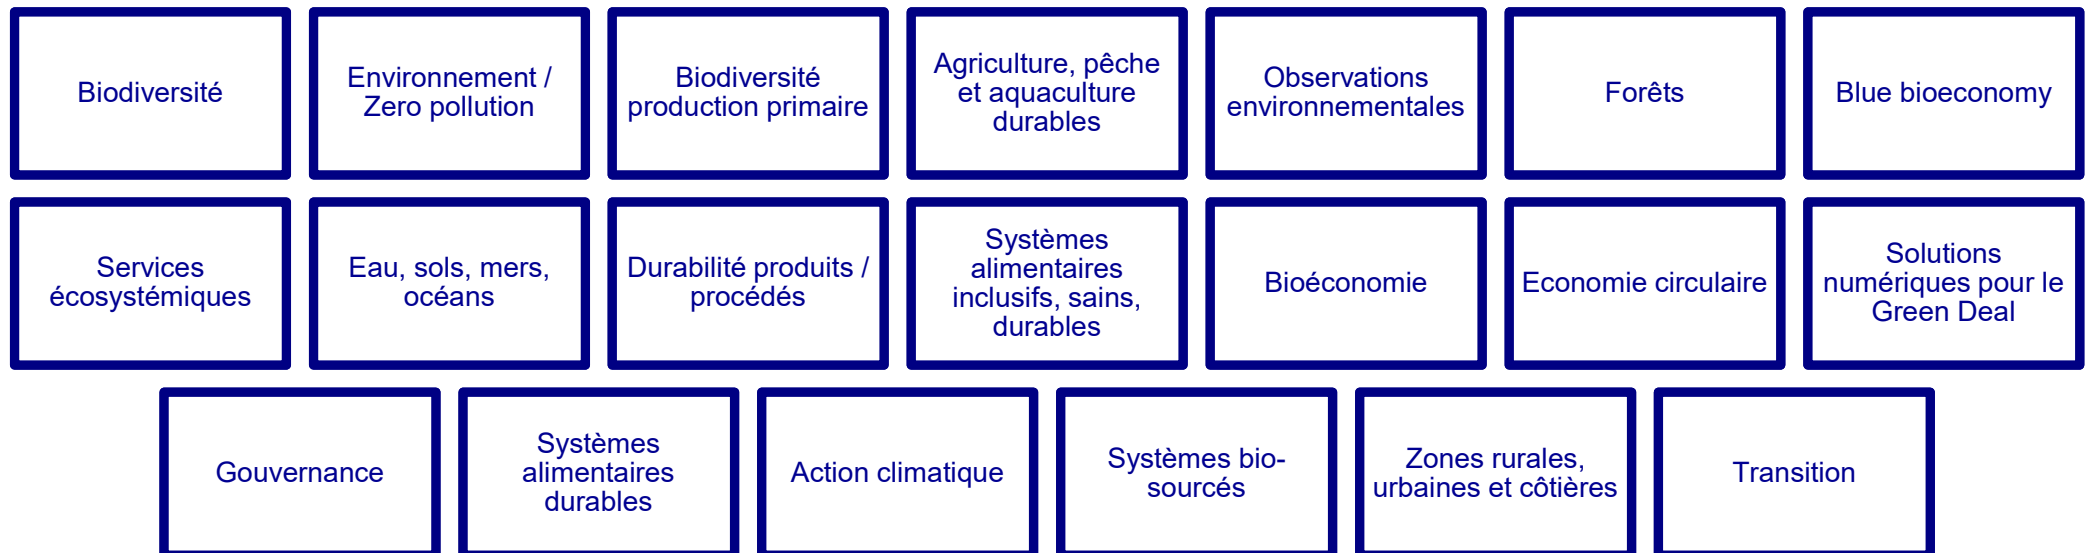 Biodiversité
Environnement /
Zero pollution
Biodiversité
production primaire
Agriculture, pêche
et aquaculture
durables
Observations
environnementales
Forêts
Blue bioeconomy
Services
écosystémiques
Eau, sols, mers,
océans
Durabilité produits /
procédés
Systèmes
alimentaires
inclusifs, sains,
durables
Bioéconomie
Economie circulaire
Solutions
numériques pour le
Green Deal
Gouvernance
Systèmes
alimentaires
durables
Action climatique
Systèmes bio-
sourcés
Zones rurales,
urbaines et côtières
Transition